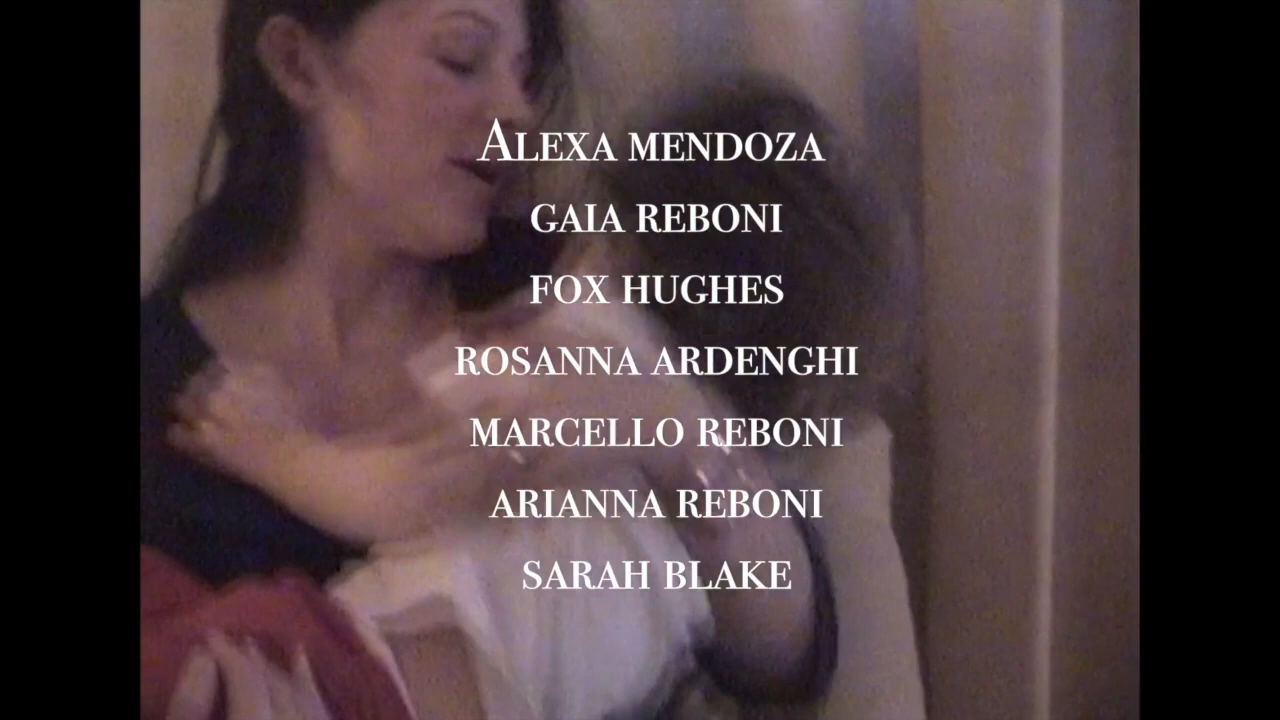 ALEXA MENDOZA
GAIA REBONI
FOX HUGHES
ROSANNA ARDENGHI
MARCELLO REBONI
ARIANNA REBONI
SARAH BLAKE